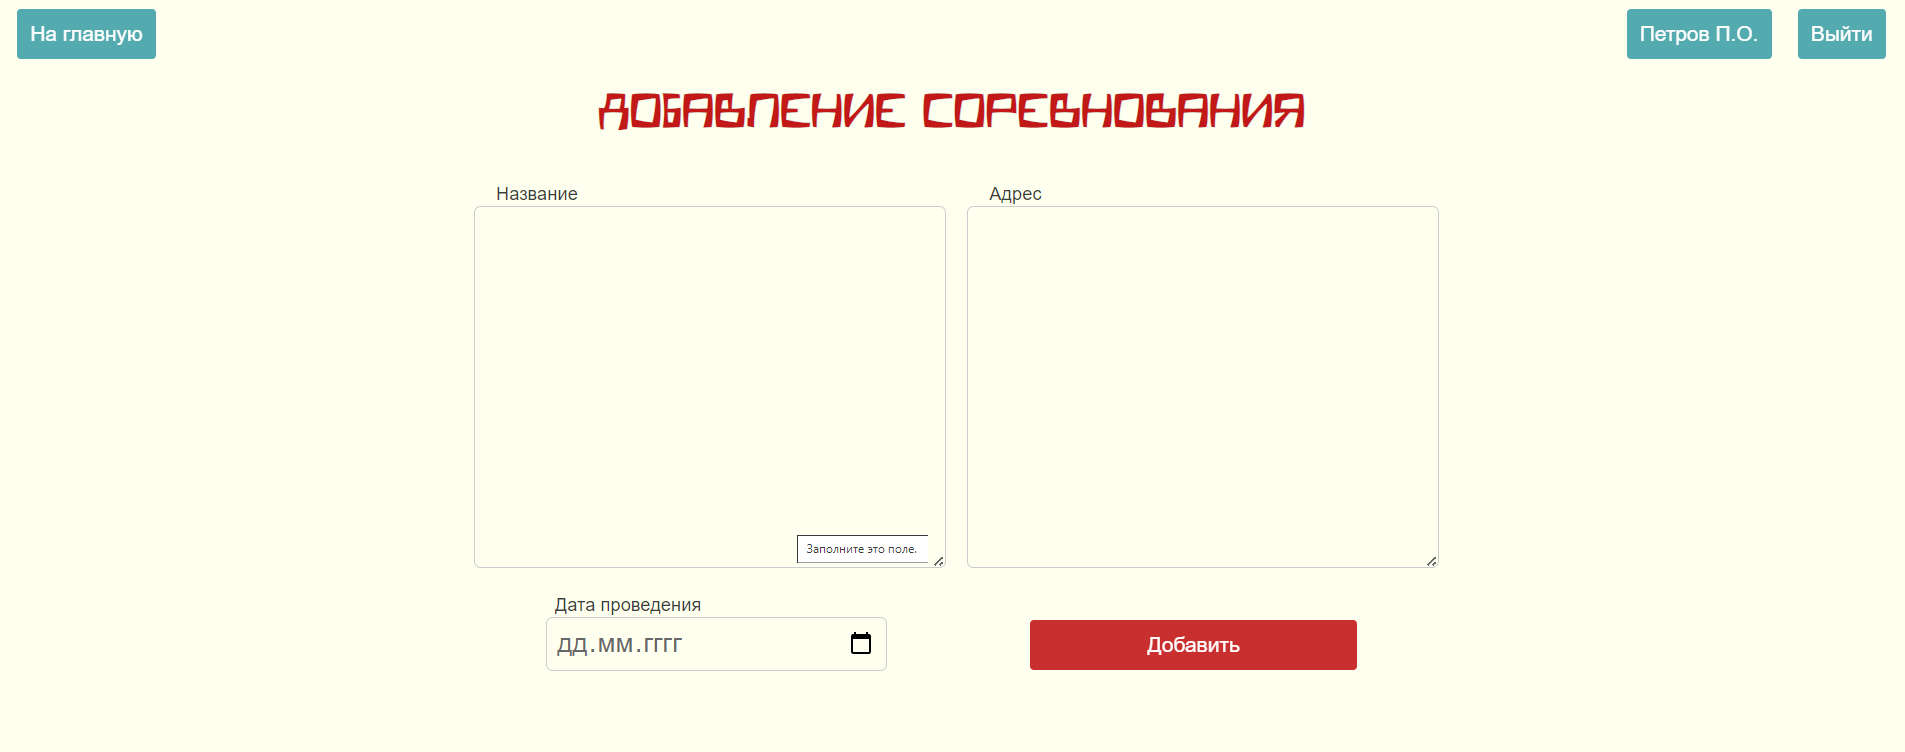 На главную
Петров П.О.
Выйти
ДОБАВЛЕНИЕ СОРЕВНОВАНИЯ
Название
Адрес
Заполните это поле.
Дата проведения
дд.мм.гггг
Добавить